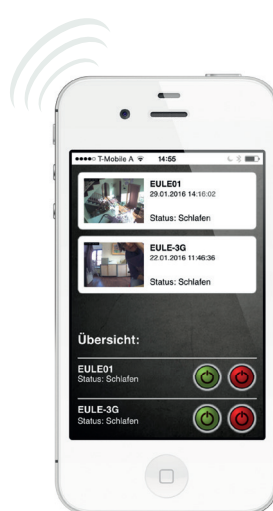 T-Mobile A 14:55
EULE01
29.01.2016 14:16:02
Status: Schlafen
EULE-3G
22.01.2016 11:46:36
Status: Schlafen
Übersicht:
EULE01
Status: Schlafen
EULE-3G
Status: Schlafen